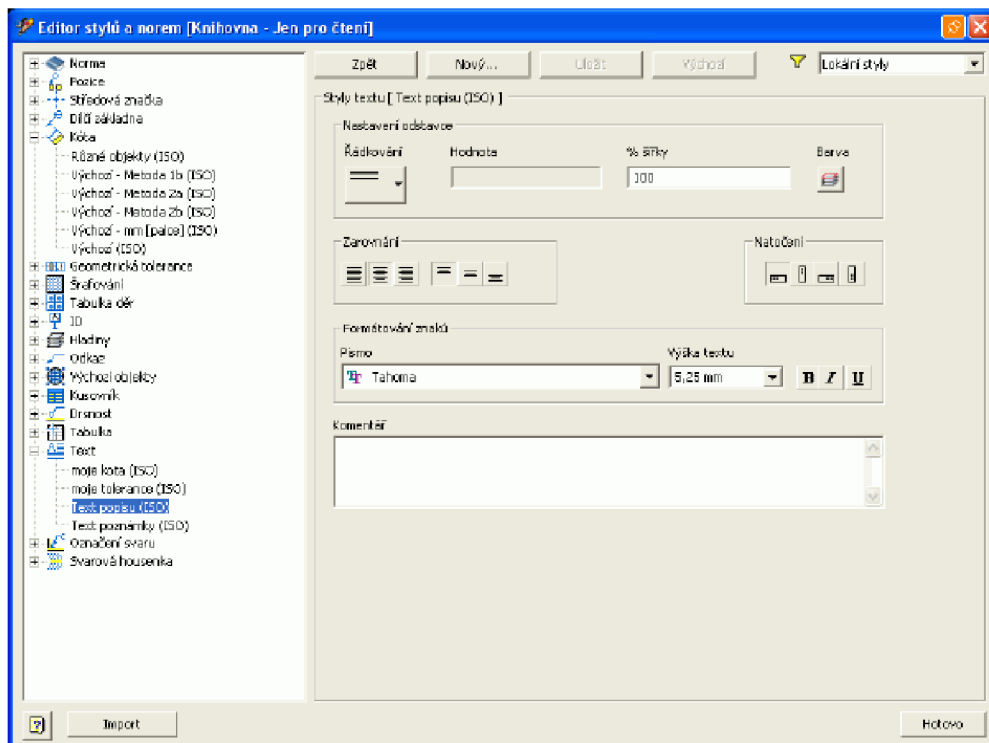 Editor stylů a norem [Knihovna - Jen pro čtení]
Zpět Nový... Uložit Výchozí Lokální styly
Norma
Pozice
Středová značka
Dílčí základna
Kóta
Různé objekty (ISO)
Výchozí - Metoda 1b (ISO)
Výchozí - Metoda 2a (ISO)
Výchozí - Metoda 2b (ISO)
Výchozí - mm [palce] (ISO)
Výchozí (ISO)
Geometrická tolerance
Šrafování
Tabulka děr
ID
Hladiny
Odkaz
Výchozí objekty
Kusovník
Drsnost
Tabulka
Text
moje kota (ISO)
moje tolerance (ISO)
Text popisu (ISO)
Text poznámky (ISO)
Označení svaru
Svarová housenka
Styly textu [ Text popisu (ISO) ]
Nastavení odstavce
Řádkování Hodnota % šířky Barva
100
Zarovnání Natočení
Formátování znaků
Písmo Výška textu
Tahoma 5,25 mm B I U
Komentář
Import Hotovo